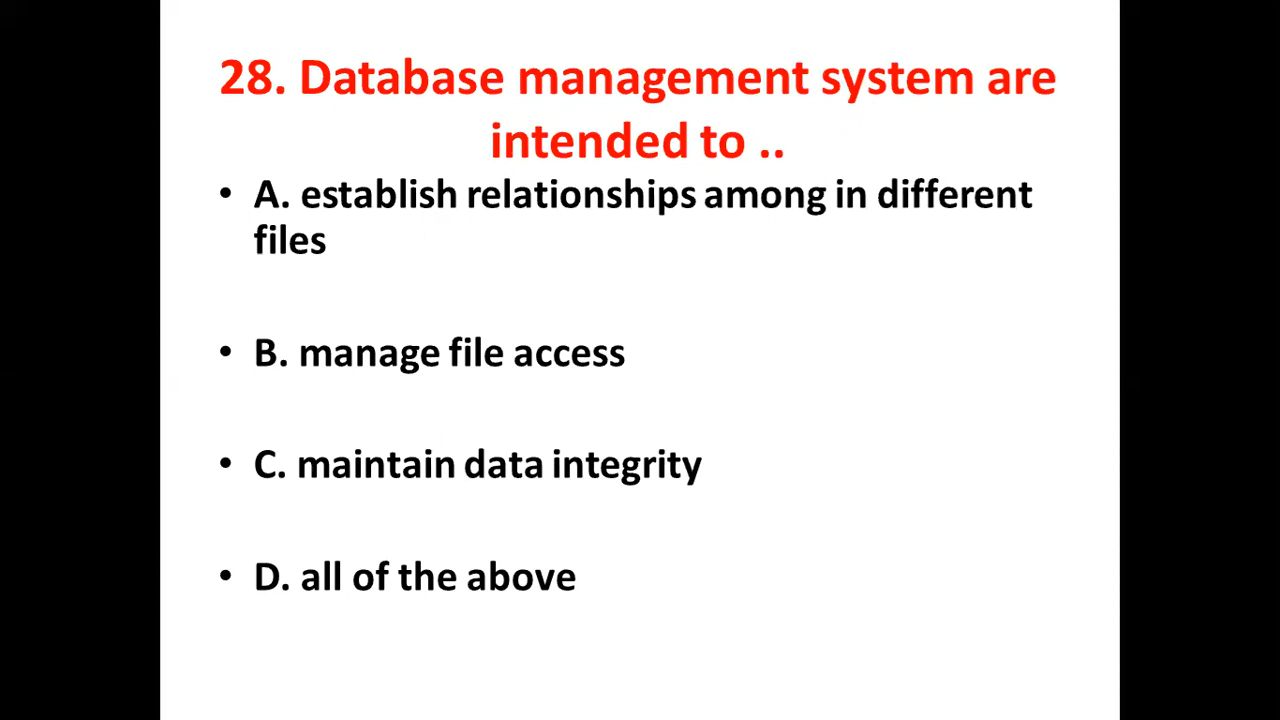 28. Database management system are
intended to ..
• A. establish relationships among in different
files
• B. manage file access
• C. maintain data integrity
• D. all of the above